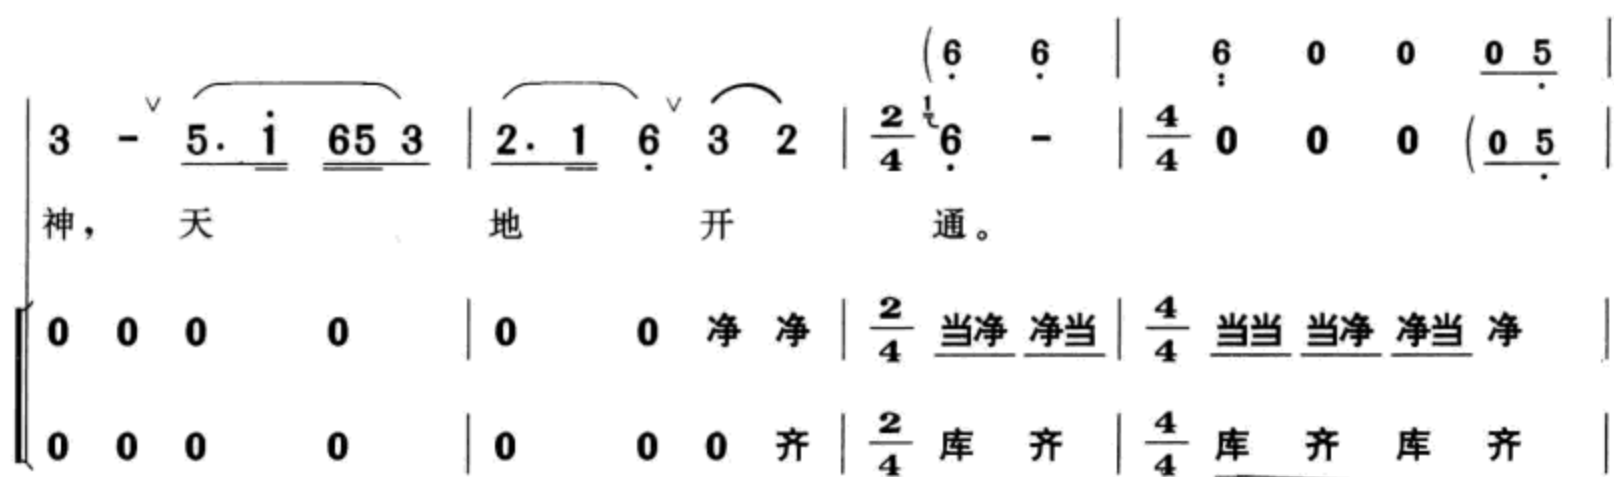 (6 6 | 6 0 0 0 5 |
3 - ∨ 5. 1 65 3 | 2. 1 6 ∨ 3 2 | 2/4 1 6 - | 4/4 0 0 0 (0 5 |
神， 天 地 开 通。
0 0 0 0 | 0 0 净 净 | 2/4 当净 净当 | 4/4 当当 当净 净当 净 |
0 0 0 0 | 0 0 0 齐 | 2/4 库 齐 | 4/4 库 齐 库 齐 |